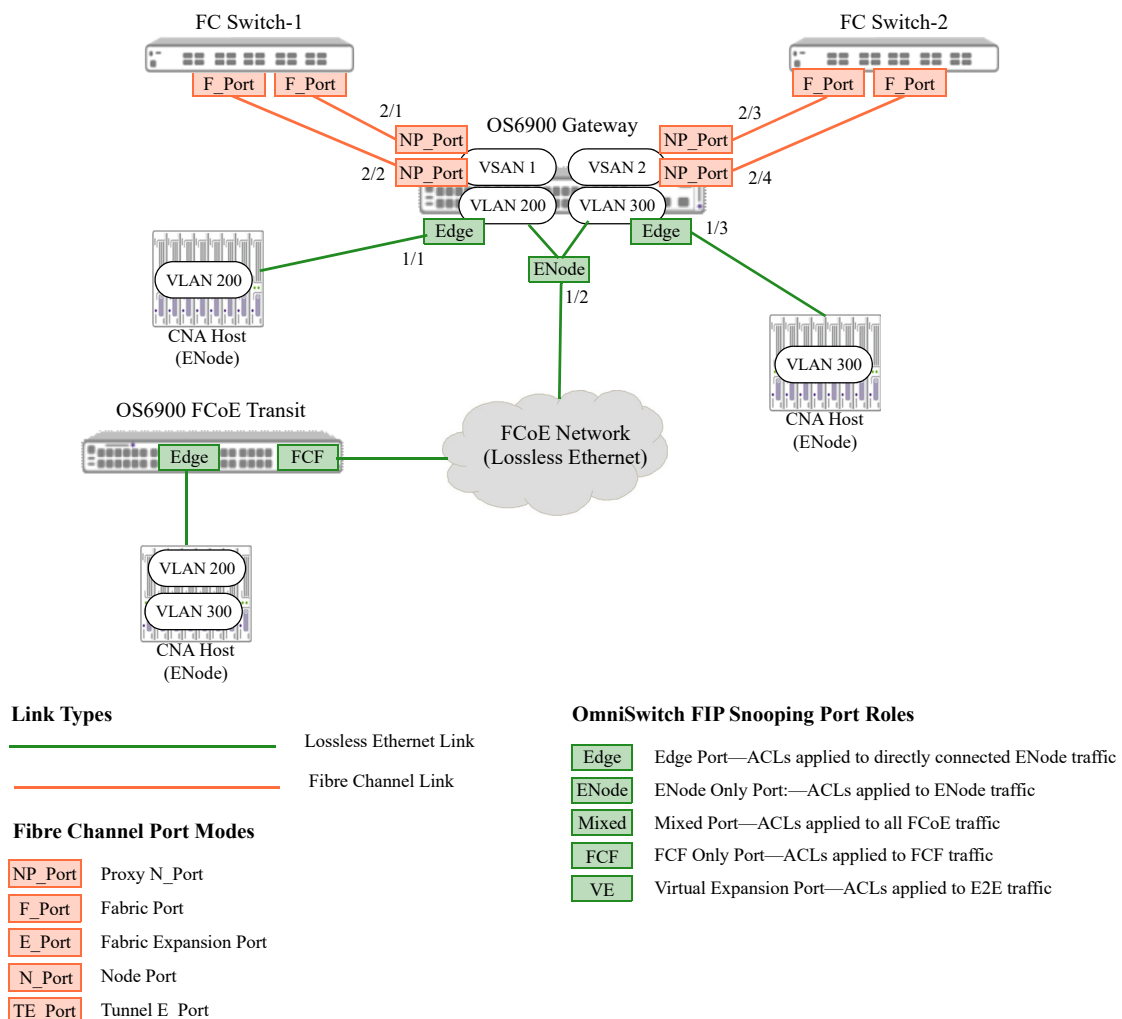 FC Switch-1
FC Switch-2
F_Port
F_Port
F_Port
F_Port
2/1
2/3
OS6900 Gateway
NP_Port
NP_Port
2/2
NP_Port
VSAN 1
VSAN 2
NP_Port
2/4
VLAN 200
VLAN 300
Edge
Edge
1/3
1/1
ENode
1/2
VLAN 200
CNA Host
(ENode)
VLAN 300
CNA Host
(ENode)
OS6900 FCoE Transit
Edge
FCF
FCoE Network
(Lossless Ethernet)
VLAN 200
VLAN 300
CNA Host
(ENode)
Link Types
Lossless Ethernet Link
Fibre Channel Link
Fibre Channel Port Modes
NP_Port Proxy N_Port
F_Port Fabric Port
E_Port Fabric Expansion Port
N_Port Node Port
TE_Port Tunnel E_Port
OmniSwitch FIP Snooping Port Roles
Edge Edge Port—ACLs applied to directly connected ENode traffic
ENode ENode Only Port:—ACLs applied to ENode traffic
Mixed Mixed Port—ACLs applied to all FCoE traffic
FCF FCF Only Port—ACLs applied to FCF traffic
VE Virtual Expansion Port—ACLs applied to E2E traffic